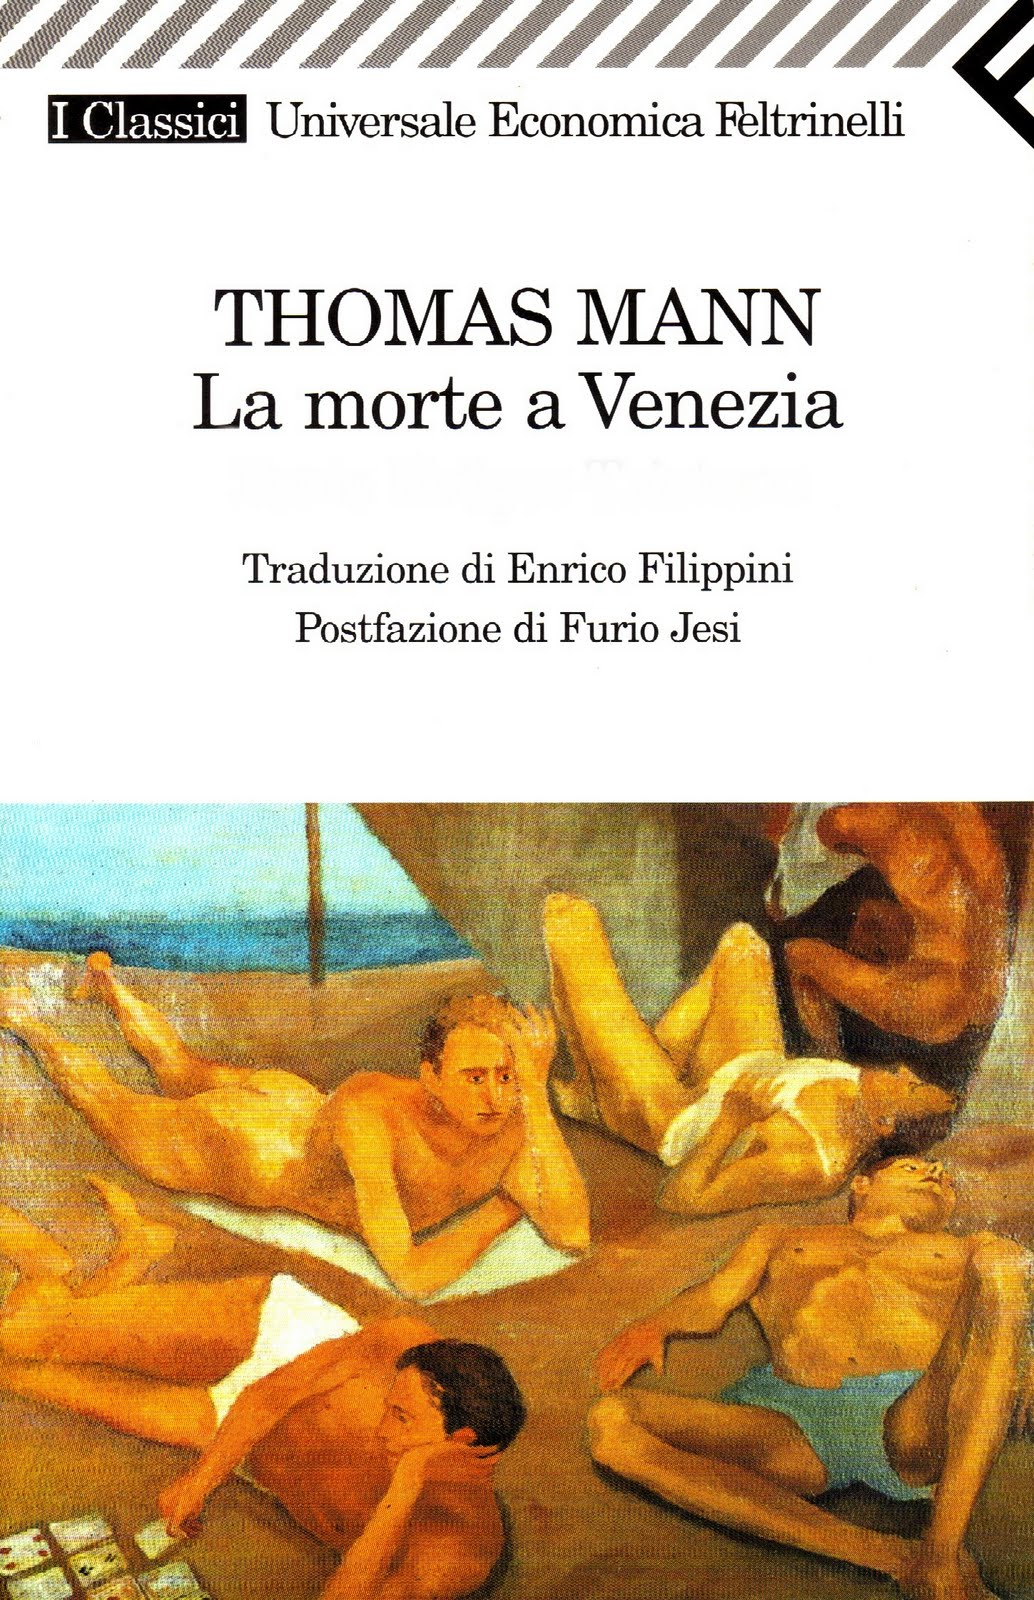 I Classici Universale Economica Feltrinelli
THOMAS MANN
La morte a Venezia
Traduzione di Enrico Filippini
Postfazione di Furio Jesi